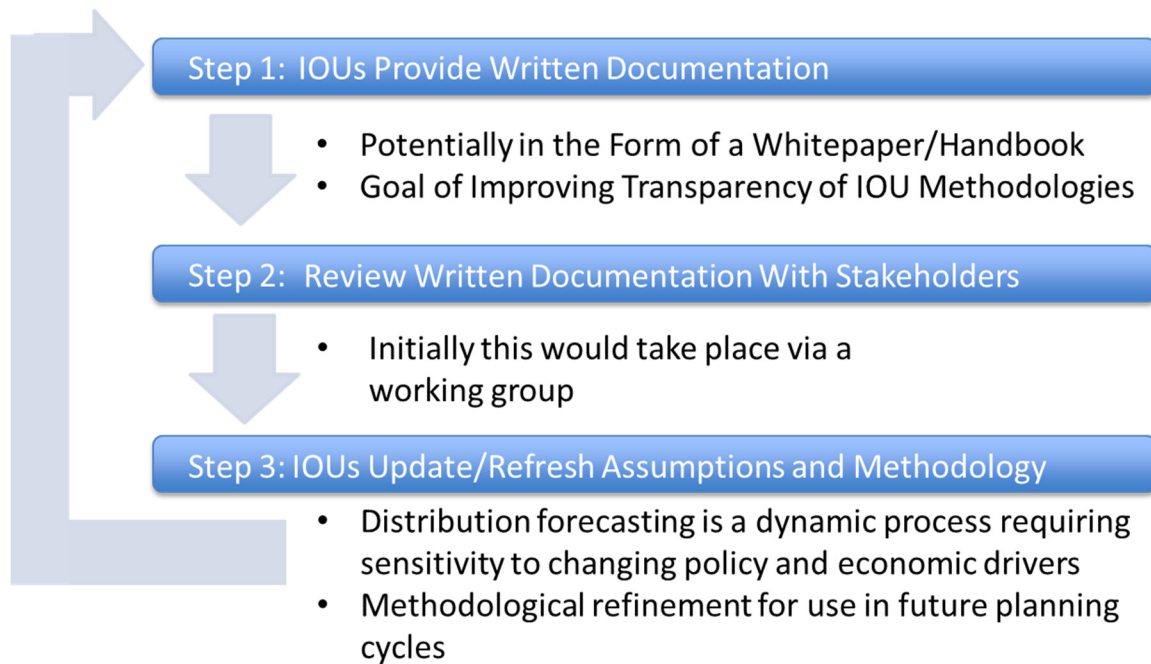 Step 1: IOUs Provide Written Documentation
• Potentially in the Form of a Whitepaper/Handbook
• Goal of Improving Transparency of IOU Methodologies
Step 2: Review Written Documentation With Stakeholders
• Initially this would take place via a
working group
Step 3: IOUs Update/Refresh Assumptions and Methodology
• Distribution forecasting is a dynamic process requiring
sensitivity to changing policy and economic drivers
• Methodological refinement for use in future planning
cycles